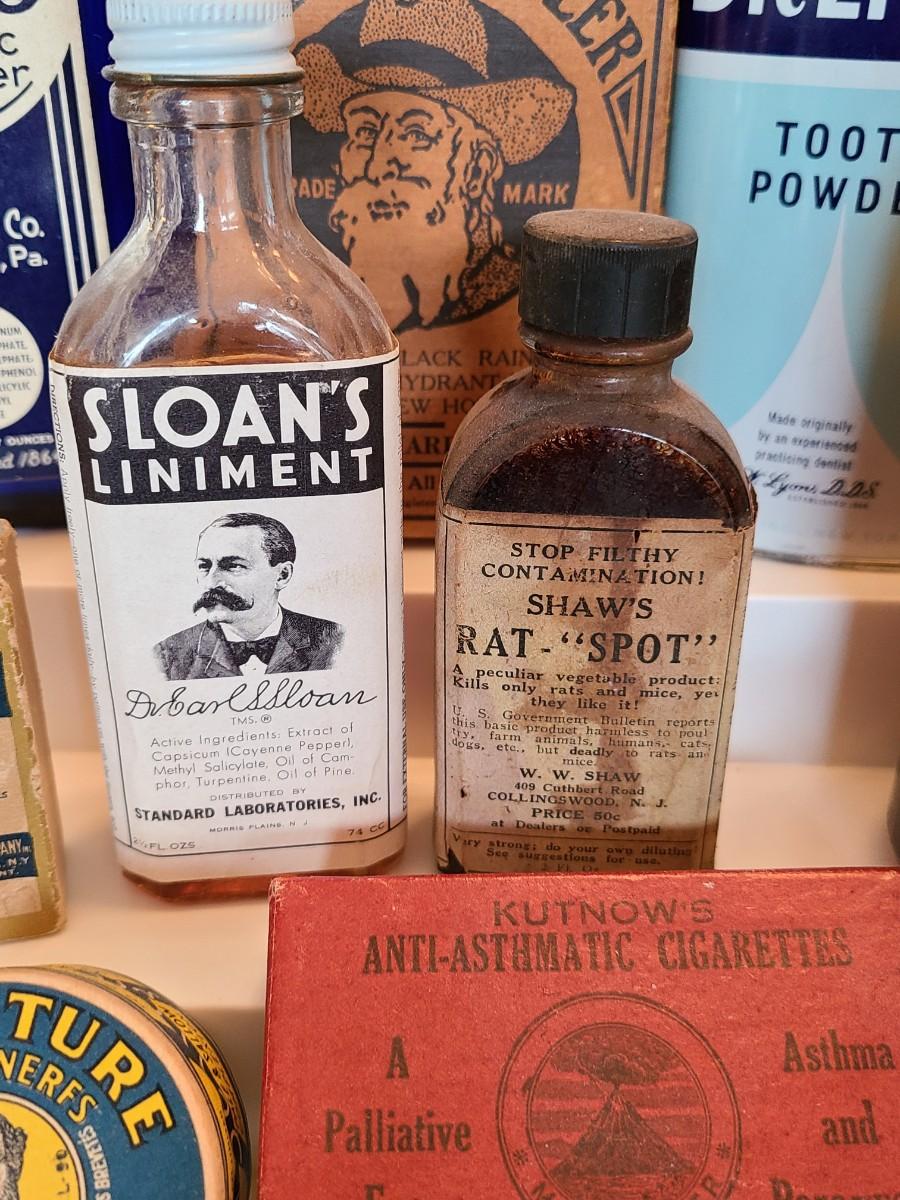 Co.
, Pa.
OUNCES
SLOAN'S
LINIMENT
Dr. Earl S. Sloan
TMS.®
Active Ingredients: Extract of
Capsicum (Cayenne Pepper),
Methyl Salicylate, Oil of Cam-
phor, Turpentine, Oil of Pine.
DISTRIBUTED BY
STANDARD LABORATORIES, INC.
MORRIS PLAINS, N. J.
FL OZS
74 CC
DIRECTIONS:
MARK
TOOT
POWDE
Made originally
by an experienced
practicing dentist
Lyons, D.D.S.
STOP FILTHY
CONTAMINATION!
SHAW'S
RAT-"SPOT"
A peculiar vegetable product:
Kills only rats and mice, yet
they like it!
U. S. Government Bulletin reports
this basic product harmless to poul-
try, farm animals, humans, cats,
dogs, etc., but deadly to rats and
mice.
W. W. SHAW
409 Cuthbert Road
COLLINGSWOOD, N. J.
PRICE 50c
at Dealers or Postpaid
Very strong; do your own diluting
See suggestions for use.
KUTNOW'S
ANTI-ASTHMATIC CIGARETTES
A
Palliative
Asthma
and
TURE
NERFS